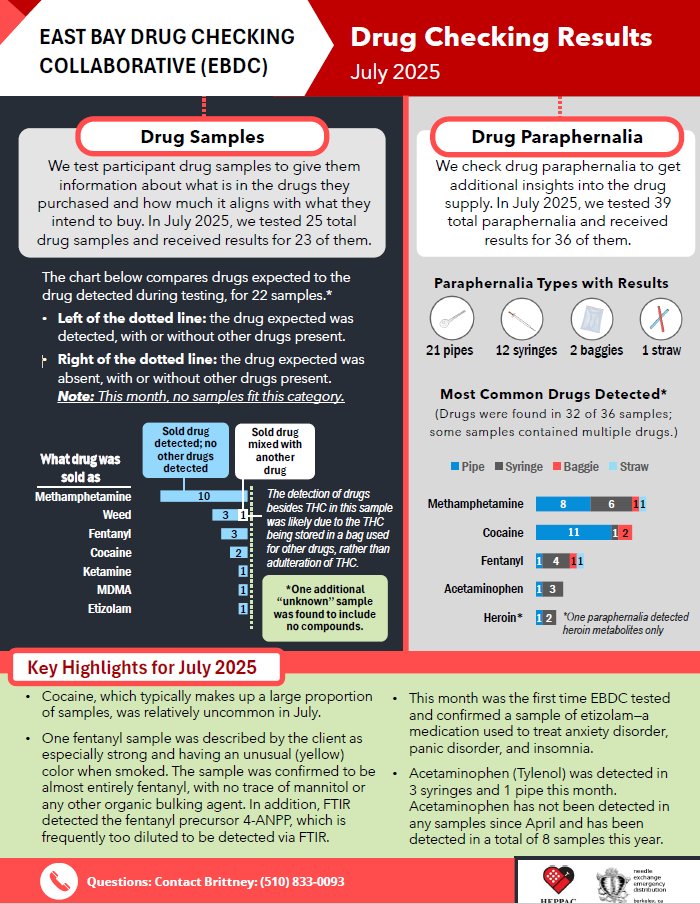 EAST BAY DRUG CHECKING
COLLABORATIVE (EBDC)
Drug Checking Results
July 2025
Drug Samples
We test participant drug samples to give them
information about what is in the drugs they
purchased and how much it aligns with what they
intend to buy. In July 2025, we tested 25 total
drug samples and received results for 23 of them.
The chart below compares drugs expected to the
drug detected during testing, for 22 samples.*
• Left of the dotted line: the drug expected was
detected, with or without other drugs present.
• Right of the dotted line: the drug expected was
absent, with or without other drugs present.
Note: This month, no samples fit this category.
What drug was
sold as
Sold drug
detected; no
other drugs
detected
Sold drug
mixed with
another
drug
Methamphetamine 10
Weed 3 1
Fentanyl 3
Cocaine 2
Ketamine 1
MDMA 1
Etizolam 1
The detection of drugs
besides THC in this sample
was likely due to the THC
being stored in a bag used
for other drugs, rather than
adulteration of THC.
*One additional
“unknown” sample
was found to include
no compounds.
Drug Paraphernalia
We check drug paraphernalia to get
additional insights into the drug
supply. In July 2025, we tested 39
total paraphernalia and received
results for 36 of them.
Paraphernalia Types with Results
21 pipes 12 syringes 2 baggies 1 straw
Most Common Drugs Detected*
(Drugs were found in 32 of 36 samples;
some samples contained multiple drugs.)
Pipe Syringe Baggie Straw
Methamphetamine 8 6 1 1
Cocaine 11 1 2
Fentanyl 1 4 1 1
Acetaminophen 1 3
Heroin* 1 2
*One paraphernalia detected
heroin metabolites only
Key Highlights for July 2025
• Cocaine, which typically makes up a large proportion
of samples, was relatively uncommon in July.
• One fentanyl sample was described by the client as
especially strong and having an unusual (yellow)
color when smoked. The sample was confirmed to be
almost entirely fentanyl, with no trace of mannitol or
any other organic bulking agent. In addition, FTIR
detected the fentanyl precursor 4-ANPP, which is
frequently too diluted to be detected via FTIR.
• This month was the first time EBDC tested
and confirmed a sample of etizolam—a
medication used to treat anxiety disorder,
panic disorder, and insomnia.
• Acetaminophen (Tylenol) was detected in
3 syringes and 1 pipe this month.
Acetaminophen has not been detected in
any samples since April and has been
detected in a total of 8 samples this year.
Questions: Contact Brittney: (510) 833-0093
HEPPAC
needle
exchange
emergency
distribution
berkeley, ca